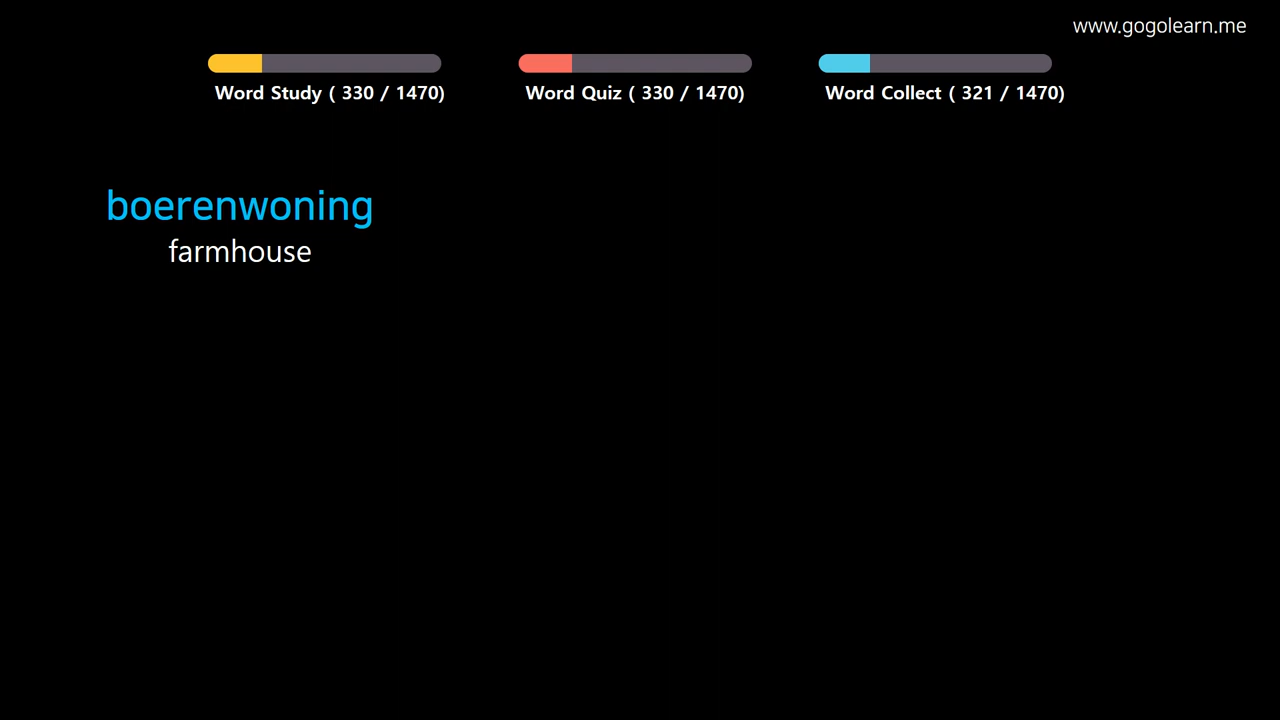 www.gogolearn.me
Word Study ( 330 / 1470)
Word Quiz ( 330 / 1470)
Word Collect ( 321 / 1470)
boerenwoning
farmhouse